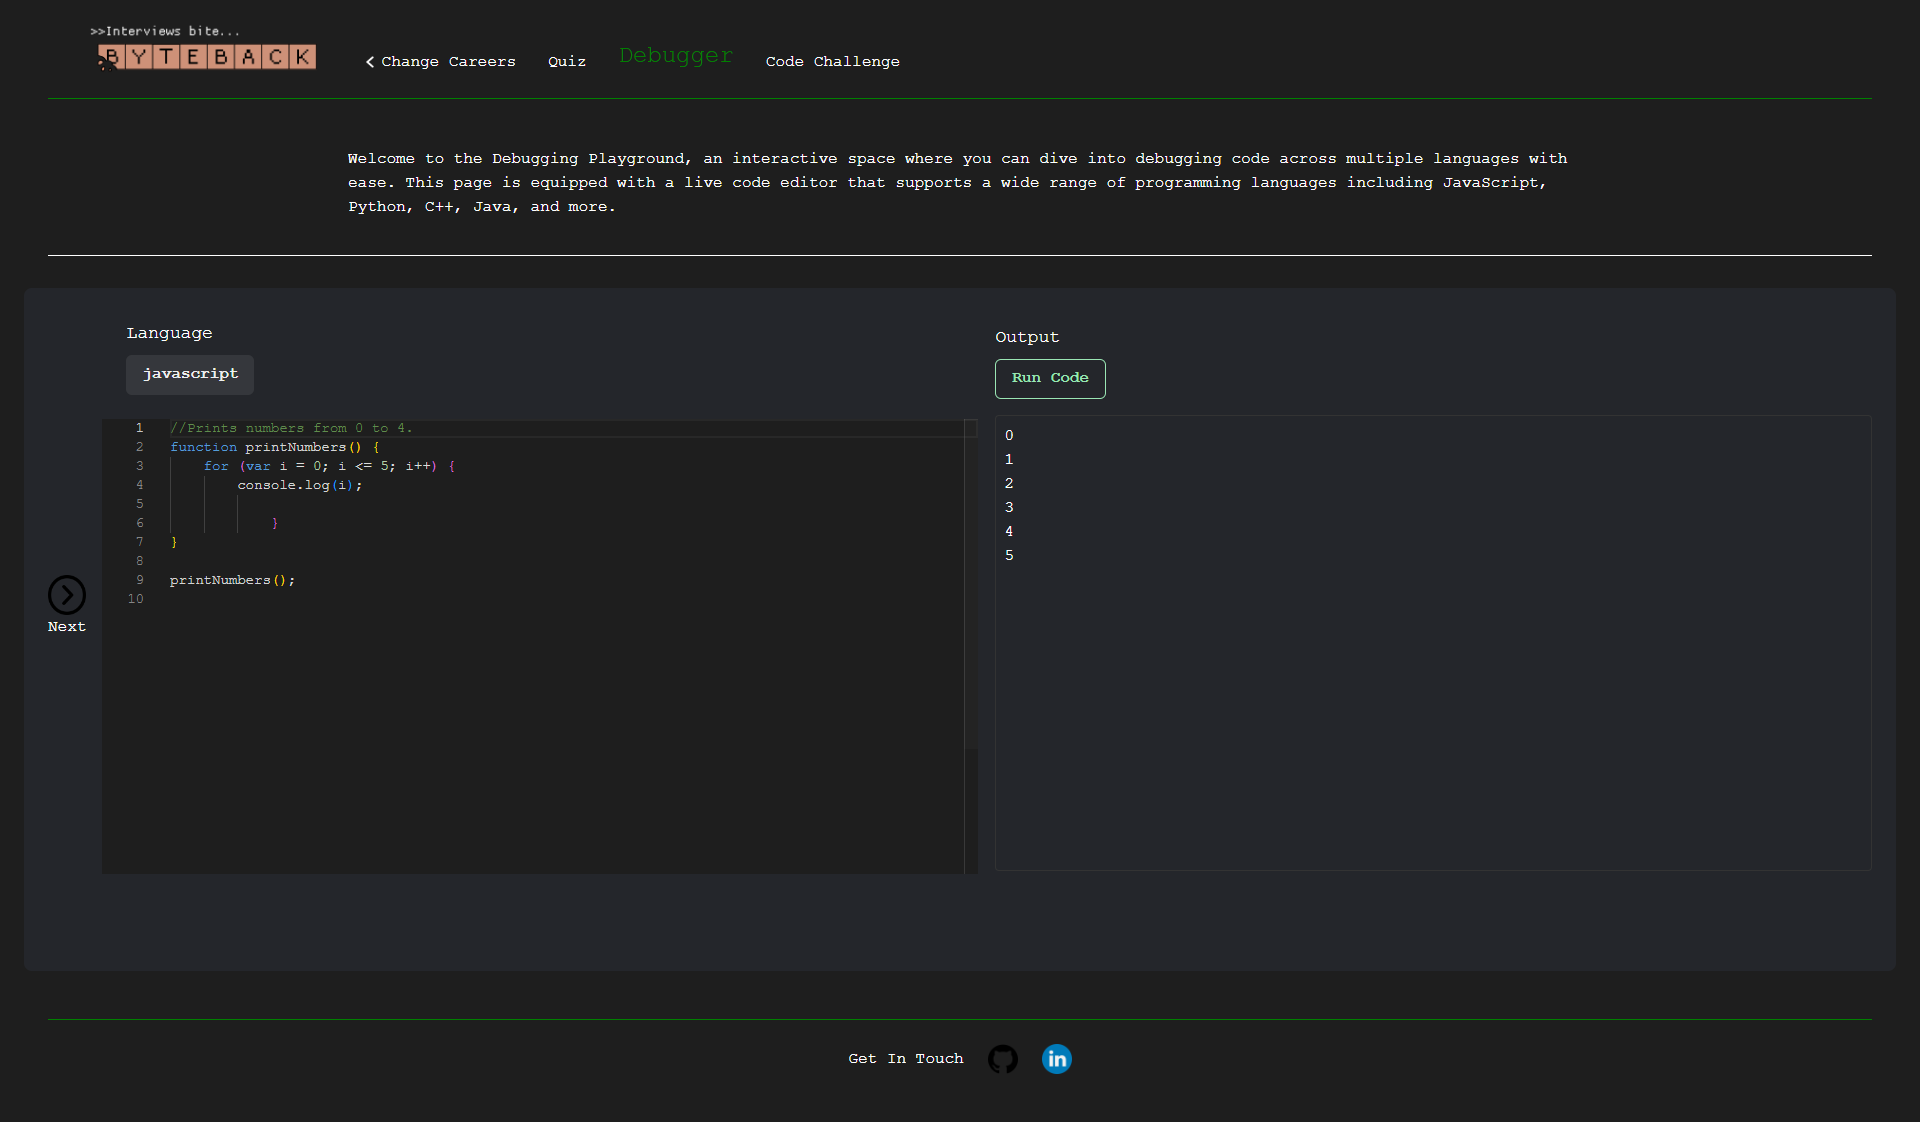 >>Interviews bite...
BYTEBACK
Change Careers Quiz Debugger Code Challenge
Welcome to the Debugging Playground, an interactive space where you can dive into debugging code across multiple languages with
ease. This page is equipped with a live code editor that supports a wide range of programming languages including JavaScript,
Python, C++, Java, and more.
Language
javascript
1 //Prints numbers from 0 to 4.
2 function printNumbers() {
3 for (var i = 0; i <= 5; i++) {
4 console.log(i);
5
6 }
7 }
8
9 printNumbers();
10
Next
Output
Run Code
0
1
2
3
4
5
Get In Touch
in